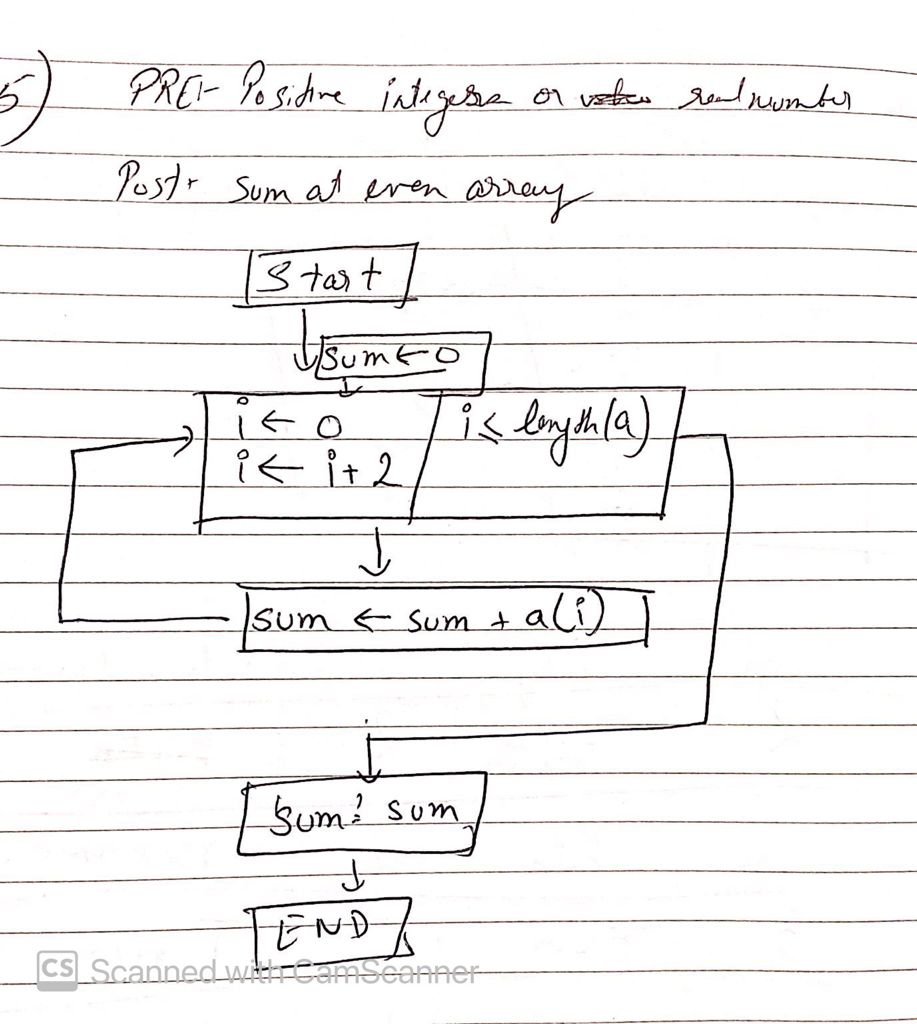 5) PRE:- Positive integers or real number
Post:- sum at even array
Start
sum ← 0
i ← 0
i ← i + 2
i ≤ length(a)
sum ← sum + a(i)
Sum: sum
END
CS Scanned with CamScanner